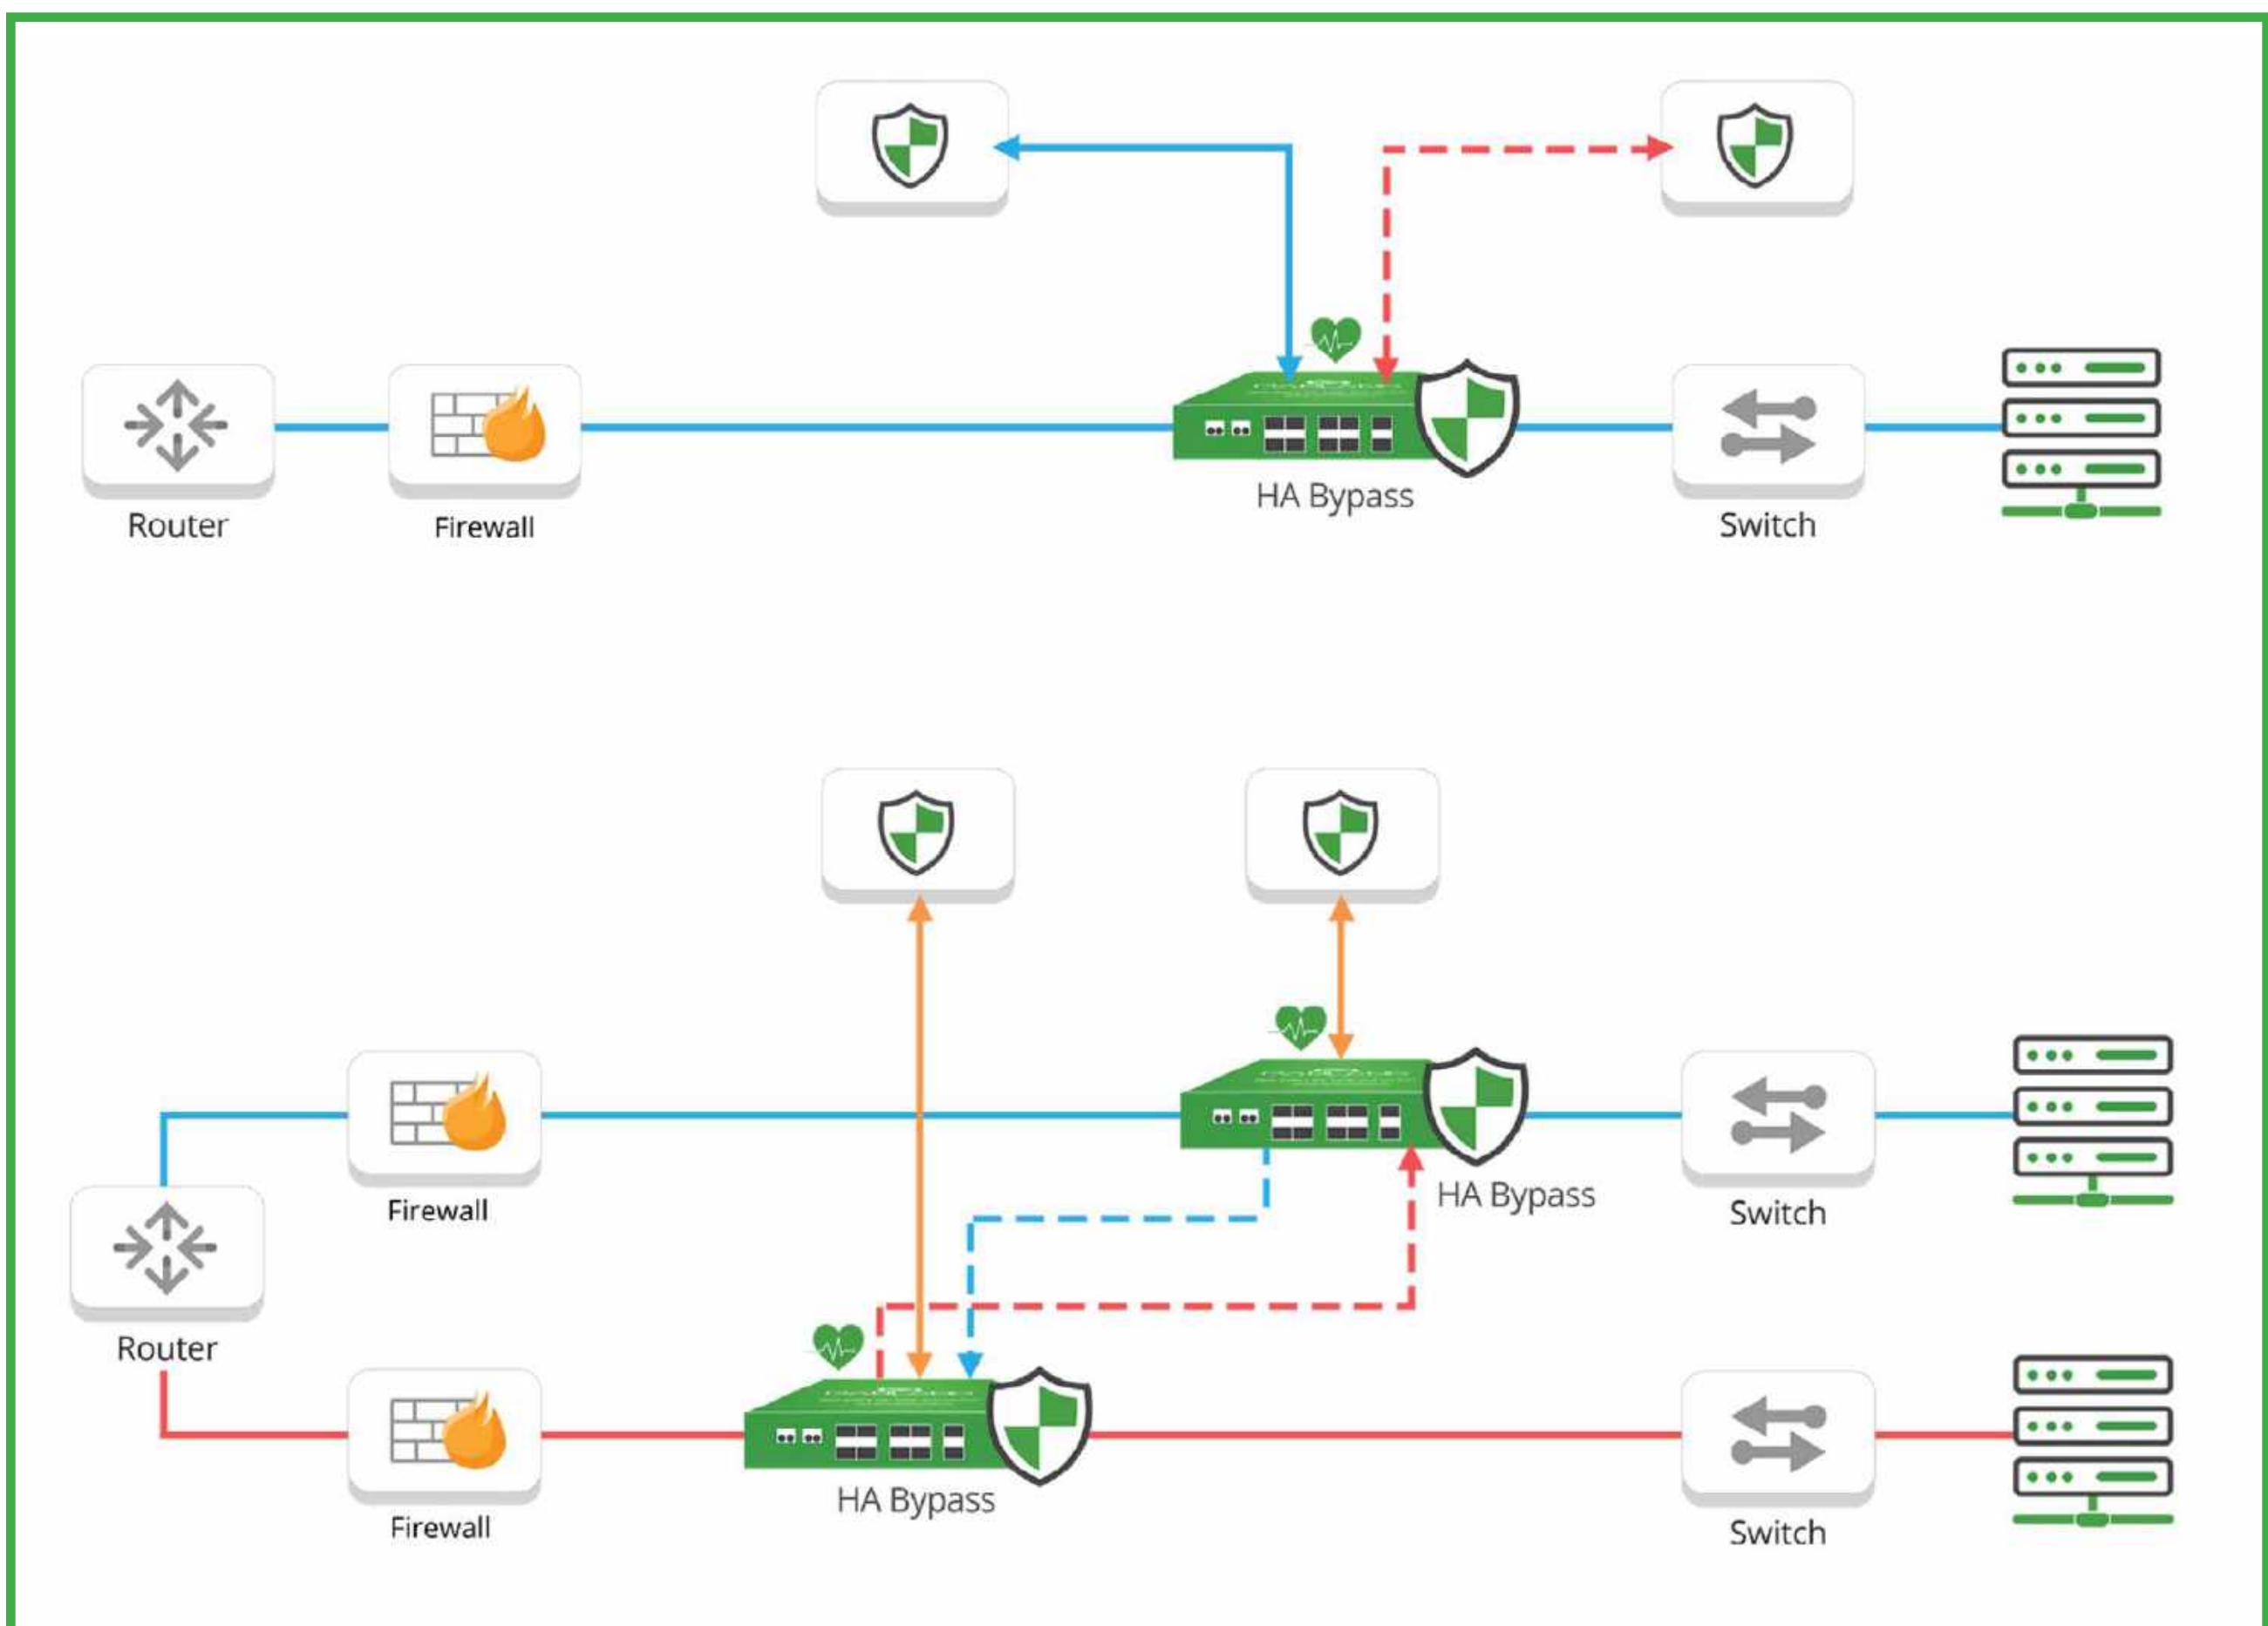 Router
Firewall
HA Bypass
Switch
Firewall
HA Bypass
Switch
Router
Firewall
HA Bypass
Switch